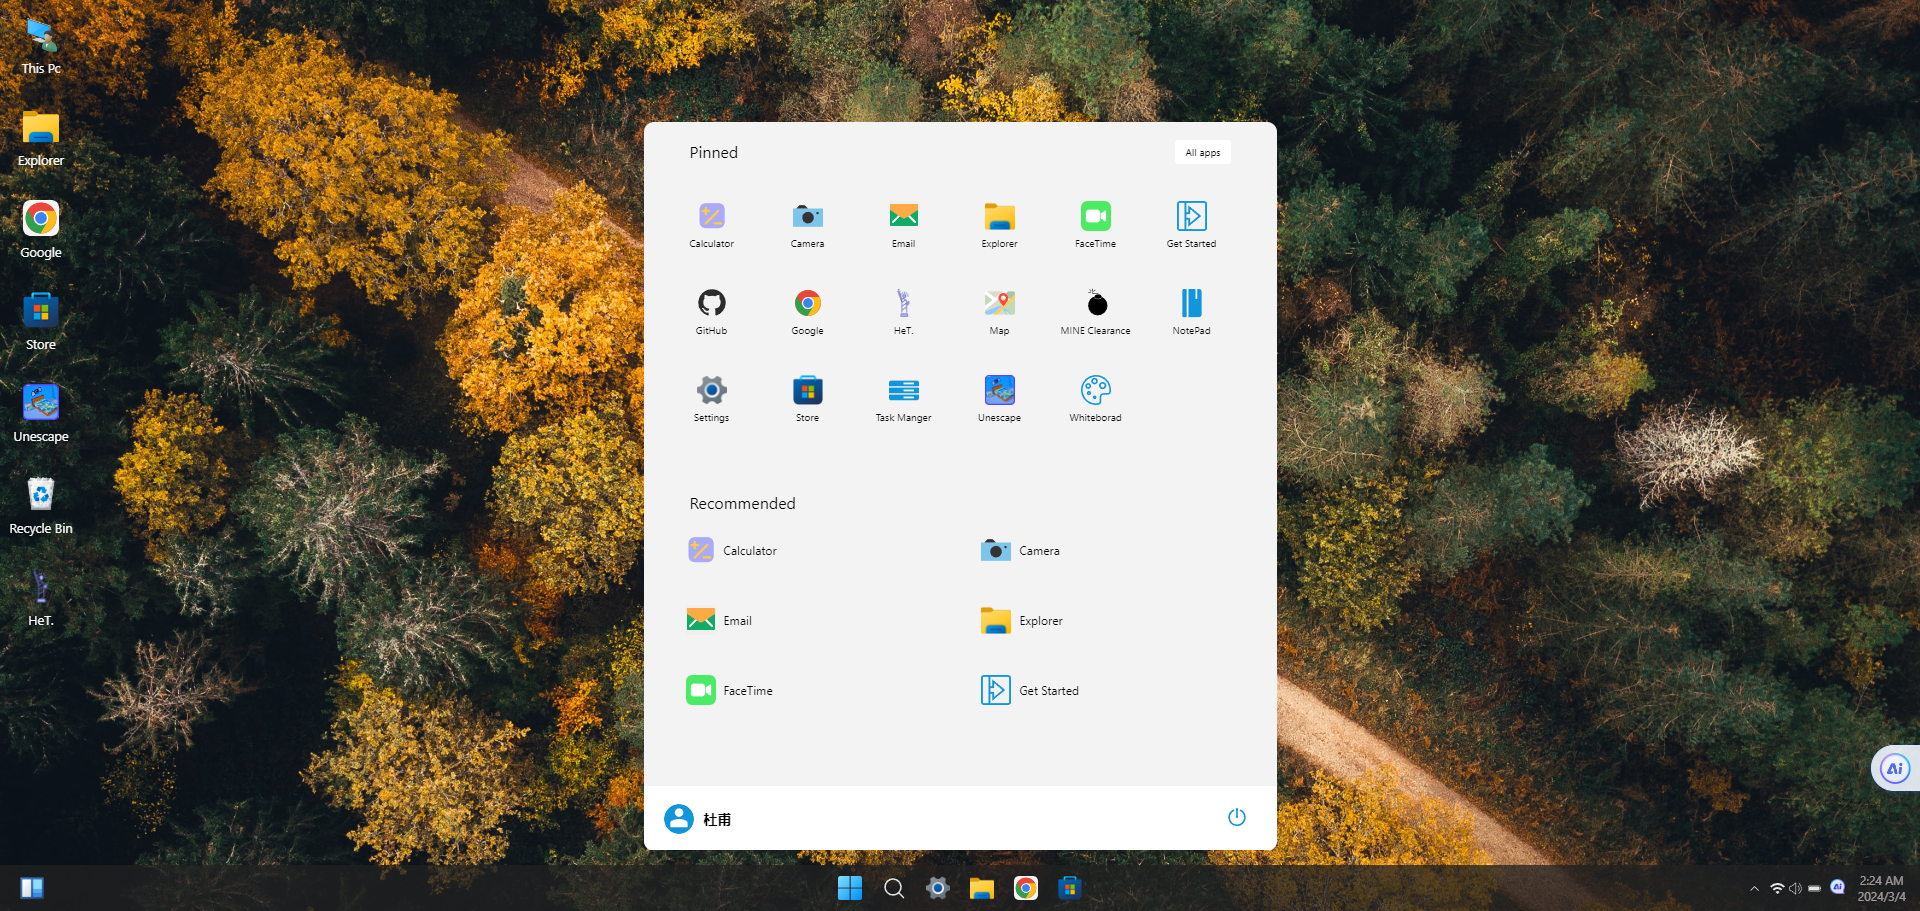 This Pc
Explorer
Google
Store
Unescape
Recycle Bin
HeT.
Pinned
All apps
Calculator
Camera
Email
Explorer
FaceTime
Get Started
GitHub
Google
HeT.
Map
MINE Clearance
NotePad
Settings
Store
Task Manger
Unescape
Whiteborad
Recommended
Calculator
Camera
Email
Explorer
FaceTime
Get Started
杜甫
Ai
Ai
2:24 AM
2024/3/4